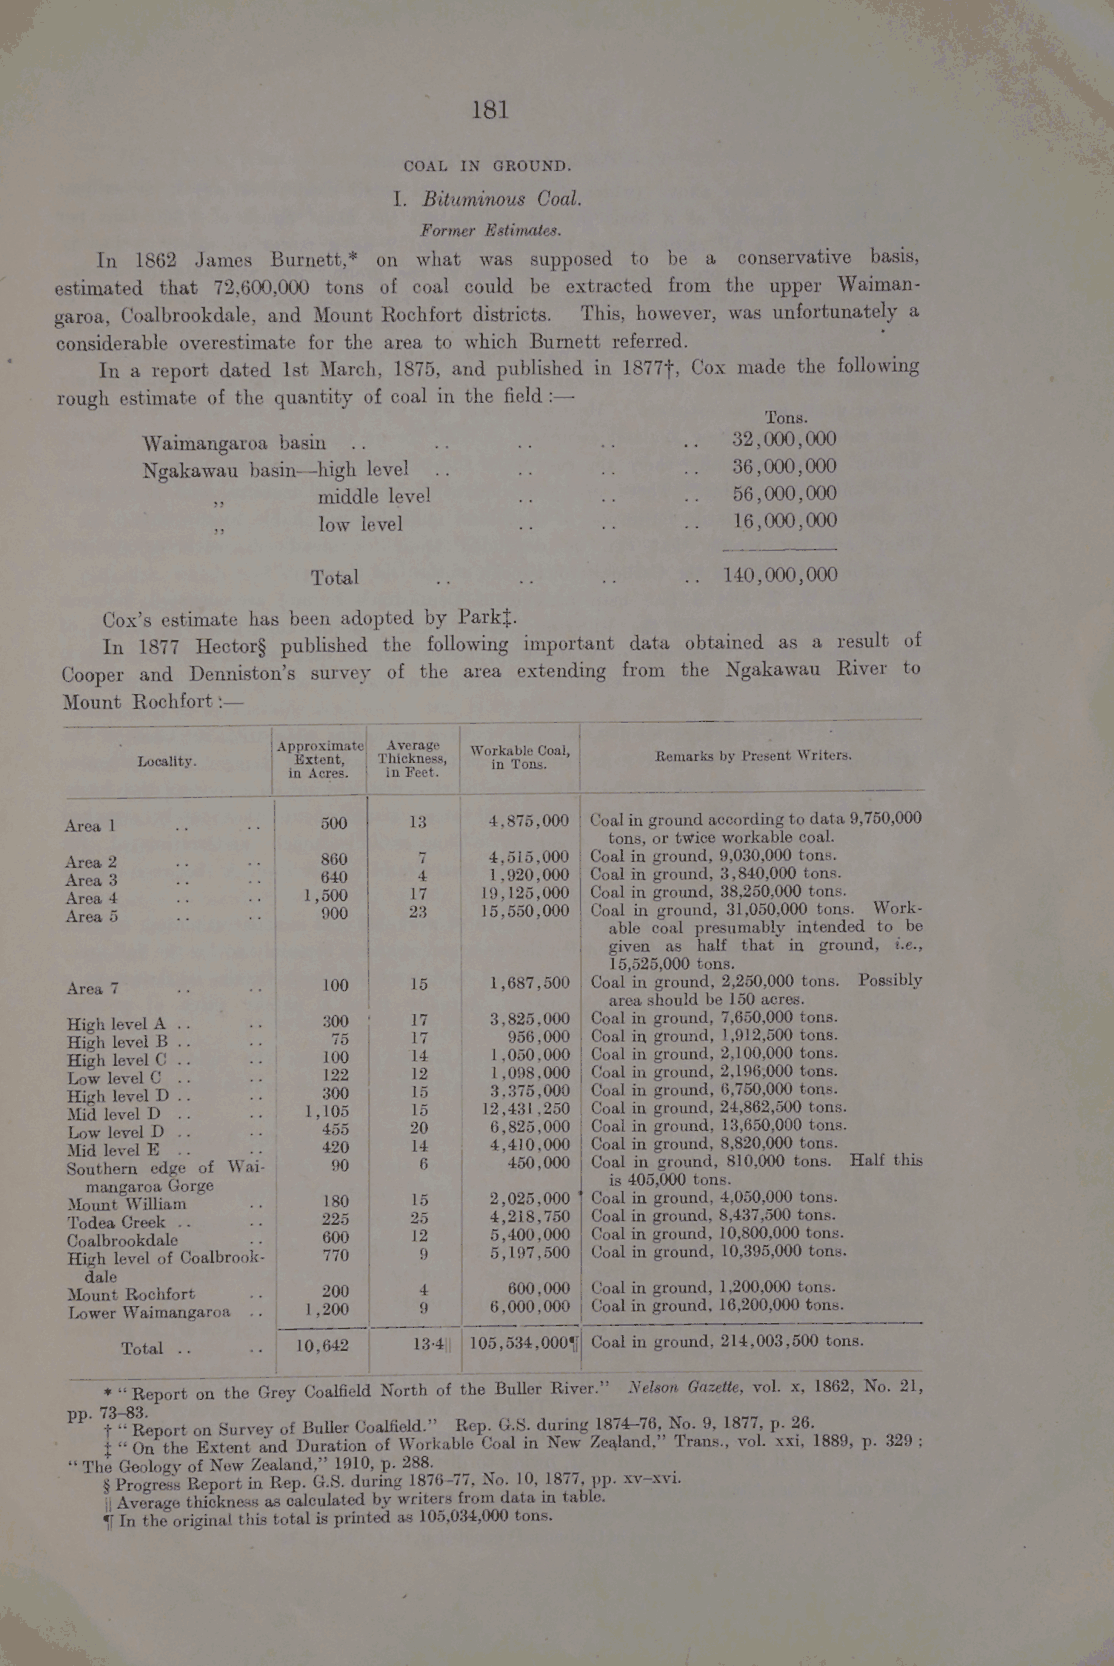 181
COAL IN GROUND.
I. Bituminous Coal.
Former Estimates.
In 1862 James Burnett,* on what was supposed to be a conservative basis,
estimated that 72,600,000 tons of coal could be extracted from the upper Waiman-
garoa, Coalbrookdale, and Mount Rochfort districts. This, however, was unfortunately a
considerable overestimate for the area to which Burnett referred.
In a report dated 1st March, 1875, and published in 1877†, Cox made the following
rough estimate of the quantity of coal in the field :—
Tons.
Waimangaroa basin .. .. .. .. .. 32,000,000
Ngakawau basin—high level .. .. .. .. 36,000,000
,, middle level .. .. .. 56,000,000
,, low level .. .. .. 16,000,000
Total .. .. .. .. 140,000,000
Cox's estimate has been adopted by Park‡.
In 1877 Hector§ published the following important data obtained as a result of
Cooper and Denniston's survey of the area extending from the Ngakawau River to
Mount Rochfort :—
Locality. Approximate Extent, in Acres. Average Thickness, in Feet. Workable Coal, in Tons. Remarks by Present Writers.
Area 1 .. .. 500 13 4,875,000 Coal in ground according to data 9,750,000
tons, or twice workable coal.
Area 2 .. .. 860 7 4,515,000 Coal in ground, 9,030,000 tons.
Area 3 .. .. 640 4 1,920,000 Coal in ground, 3,840,000 tons.
Area 4 .. .. 1,500 17 19,125,000 Coal in ground, 38,250,000 tons.
Area 5 .. .. 900 23 15,550,000 Coal in ground, 31,050,000 tons. Work-
able coal presumably intended to be
given as half that in ground, i.e.,
15,525,000 tons.
Area 7 .. .. 100 15 1,687,500 Coal in ground, 2,250,000 tons. Possibly
area should be 150 acres.
High level A .. .. 300 17 3,825,000 Coal in ground, 7,650,000 tons.
High level B .. .. 75 17 956,000 Coal in ground, 1,912,500 tons.
High level C .. .. 100 14 1,050,000 Coal in ground, 2,100,000 tons.
Low level C .. .. 122 12 1,098,000 Coal in ground, 2,196,000 tons.
High level D .. .. 300 15 3,375,000 Coal in ground, 6,750,000 tons.
Mid level D .. .. 1,105 15 12,431,250 Coal in ground, 24,862,500 tons.
Low level D .. .. 455 20 6,825,000 Coal in ground, 13,650,000 tons.
Mid level E .. .. 420 14 4,410,000 Coal in ground, 8,820,000 tons.
Southern edge of Wai- 90 6 450,000 Coal in ground, 810,000 tons. Half this
mangaroa Gorge is 405,000 tons.
Mount William .. 180 15 2,025,000 Coal in ground, 4,050,000 tons.
Todea Creek .. .. 225 25 4,218,750 Coal in ground, 8,437,500 tons.
Coalbrookdale .. 600 12 5,400,000 Coal in ground, 10,800,000 tons.
High level of Coalbrook- 770 9 5,197,500 Coal in ground, 10,395,000 tons.
dale
Mount Rochfort .. 200 4 600,000 Coal in ground, 1,200,000 tons.
Lower Waimangaroa .. 1,200 9 6,000,000 Coal in ground, 16,200,000 tons.
Total .. .. 10,642 13·4‖ 105,534,000¶ Coal in ground, 214,003,500 tons.
* "Report on the Grey Coalfield North of the Buller River." Nelson Gazette, vol. x, 1862, No. 21,
pp. 73–83.
† "Report on Survey of Buller Coalfield." Rep. G.S. during 1874–76, No. 9, 1877, p. 26.
‡ "On the Extent and Duration of Workable Coal in New Zealand," Trans., vol. xxi, 1889, p. 329 ;
"The Geology of New Zealand," 1910, p. 288.
§ Progress Report in Rep. G.S. during 1876–77, No. 10, 1877, pp. xv–xvi.
‖ Average thickness as calculated by writers from data in table.
¶ In the original this total is printed as 105,034,000 tons.